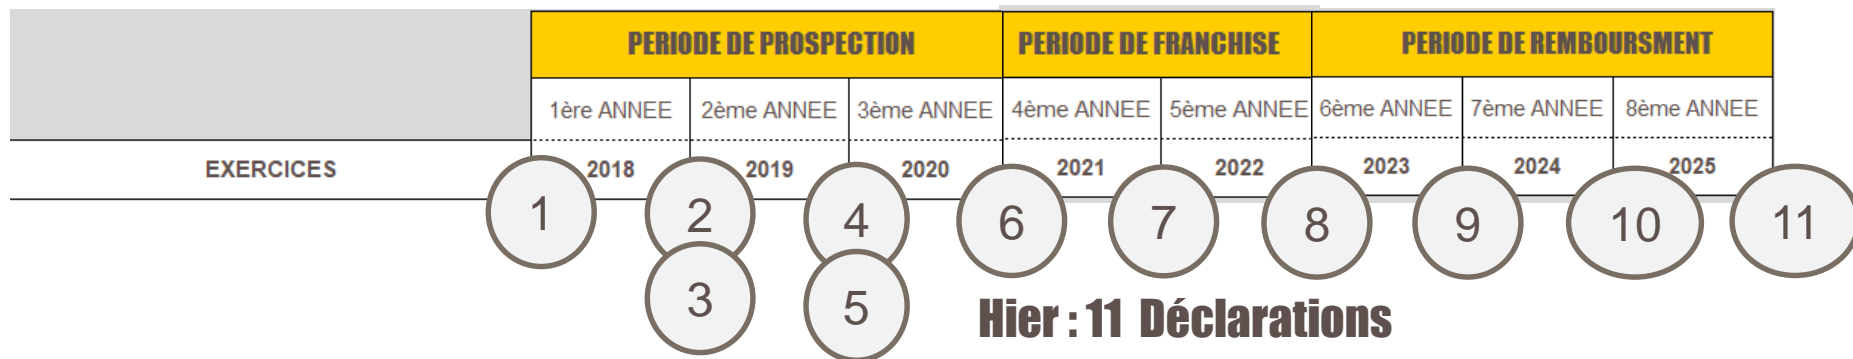 PERIODE DE PROSPECTION PERIODE DE FRANCHISE PERIODE DE REMBOURSMENT
1ère ANNEE 2ème ANNEE 3ème ANNEE 4ème ANNEE 5ème ANNEE 6ème ANNEE 7ème ANNEE 8ème ANNEE
EXERCICES 2018 2019 2020 2021 2022 2023 2024 2025
1 2 4 6 7 8 9 10 11
3 5
Hier : 11 Déclarations